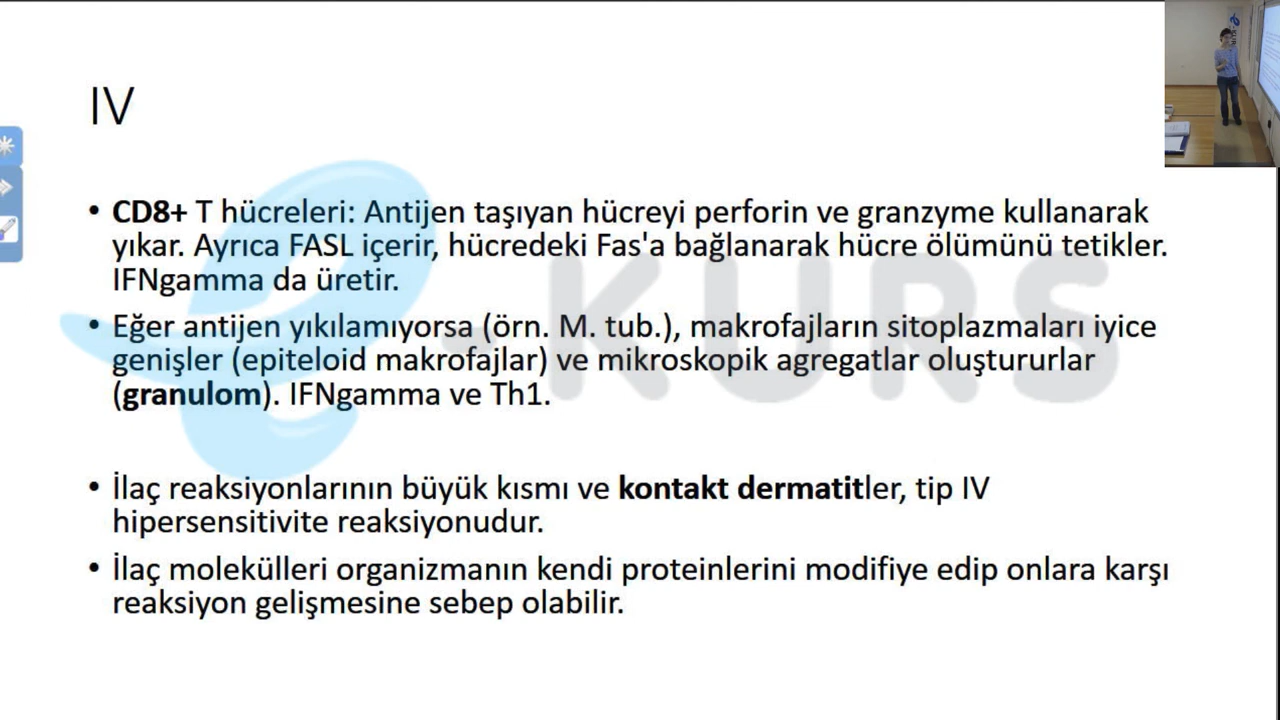 IV
• CD8+ T hücreleri: Antijen taşıyan hücreyi perforin ve granzyme kullanarak
yıkar. Ayrıca FASL içerir, hücredeki Fas'a bağlanarak hücre ölümünü tetikler.
IFNgamma da üretir.
• Eğer antijen yıkılamıyorsa (örn. M. tub.), makrofajların sitoplazmaları iyice
genişler (epiteloid makrofajlar) ve mikroskopik agregatlar oluştururlar
(granulom). IFNgamma ve Th1.
• İlaç reaksiyonlarının büyük kısmı ve kontakt dermatitler, tip IV
hipersensitivite reaksiyonudur.
• İlaç molekülleri organizmanın kendi proteinlerini modifiye edip onlara karşı
reaksiyon gelişmesine sebep olabilir.
e-KURS